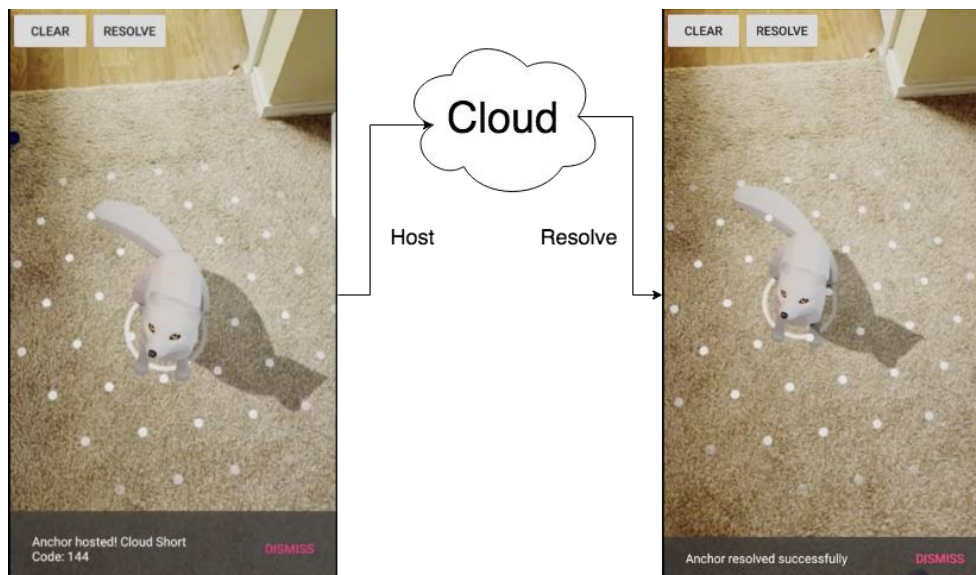 CLEAR RESOLVE
Anchor hosted! Cloud Short
Code: 144
DISMISS
Host
Cloud
Resolve
CLEAR RESOLVE
Anchor resolved successfully
DISMISS